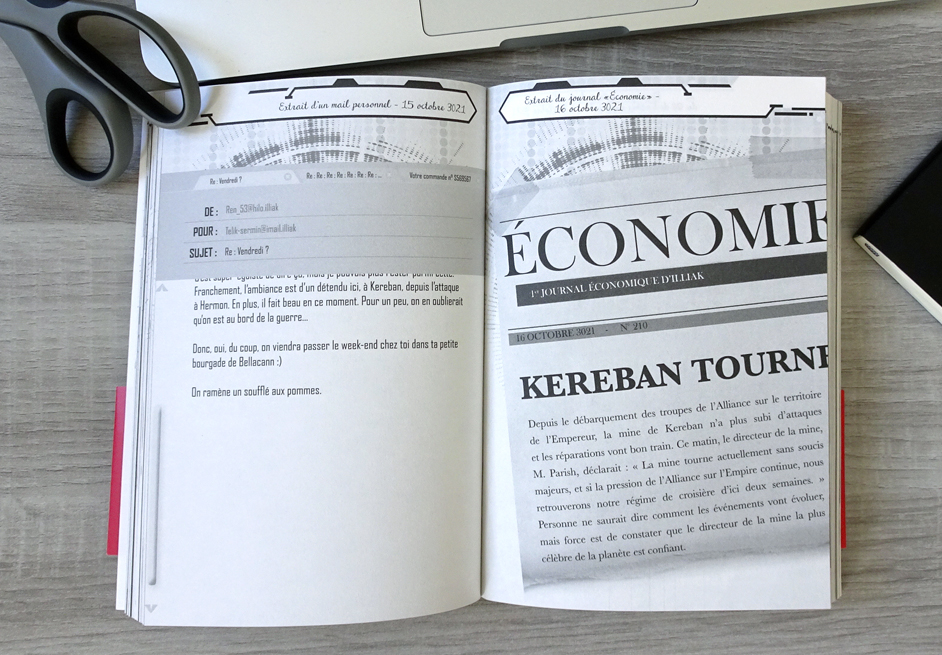 Extrait d'un mail personnel - 15 octobre 3021
Re : Vendredi ?
Re : Re : Re : Re : Re : Re : Re : ...
Votre commande n° 5569567
DE :
Ren_53@hilo.illiak
POUR :
Telik-sermin@imail.illiak
SUJET :
Re : Vendredi ?
C'est super égoïste de dire ça, mais je pouvais plus rester parmi cette.
Franchement, l'ambiance est d'un détendu ici, à Kereban, depuis l'attaque
à Hermon. En plus, il fait beau en ce moment. Pour un peu, on en oublierait
qu'on est au bord de la guerre...
Donc, oui, du coup, on viendra passer le week-end chez toi dans ta petite
bourgade de Bellacann :)
On ramène un soufflé aux pommes.
Extrait du journal «Économie» -
16 octobre 3021
ÉCONOMIE
1er JOURNAL ÉCONOMIQUE D'ILLIAK
16 OCTOBRE 3021 - N° 210
KEREBAN TOURNE
Depuis le débarquement des troupes de l'Alliance sur le territoire
de l'Empereur, la mine de Kereban n'a plus subi d'attaques
et les réparations vont bon train. Ce matin, le directeur de la mine,
M. Parish, déclarait : « La mine tourne actuellement sans soucis
majeurs, et si la pression de l'Alliance sur l'Empire continue, nous
retrouverons notre régime de croisière d'ici deux semaines. »
Personne ne saurait dire comment les événements vont évoluer,
mais force est de constater que le directeur de la mine la plus
célèbre de la planète est confiant.